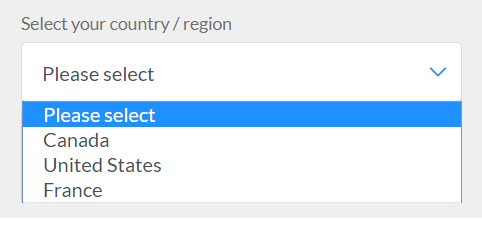 Select your country / region
Please select
Please select
Canada
United States
France